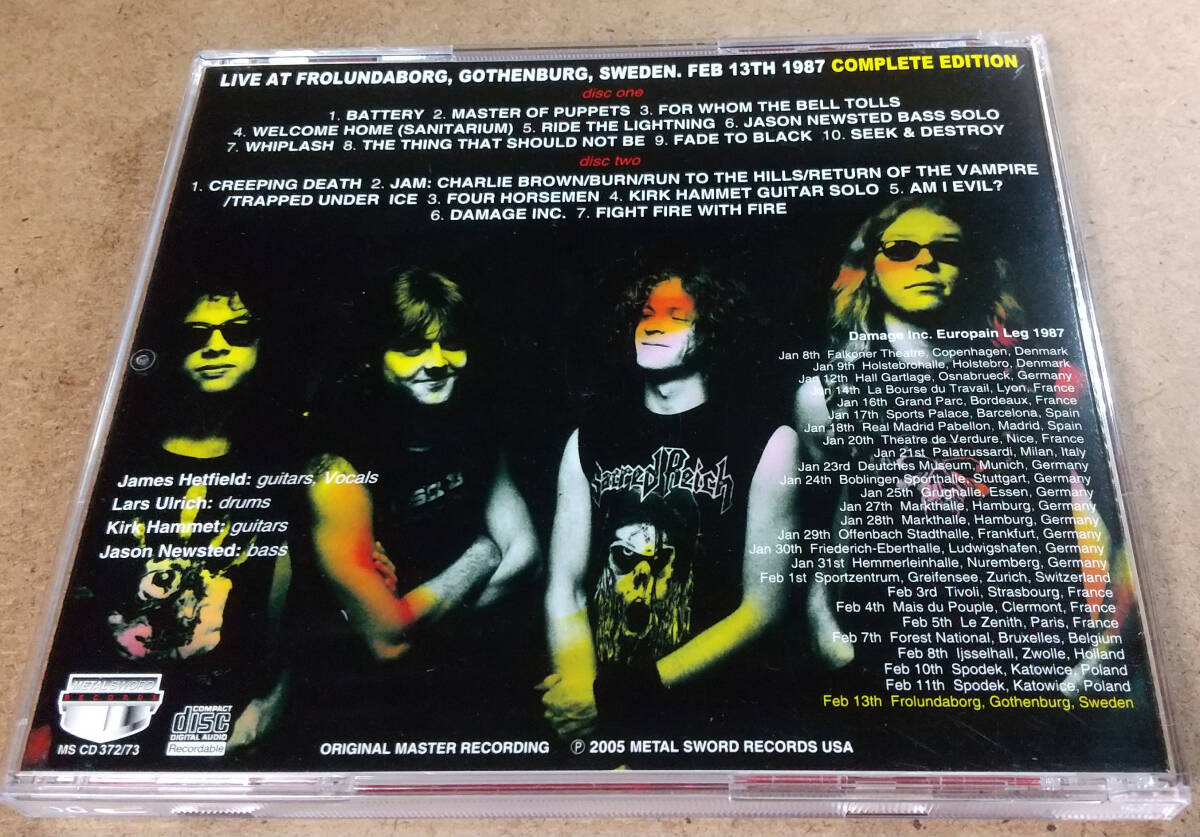 LIVE AT FROLUNDABORG, GOTHENBURG, SWEDEN. FEB 13TH 1987 COMPLETE EDITION
disc one
1. BATTERY 2. MASTER OF PUPPETS 3. FOR WHOM THE BELL TOLLS
4. WELCOME HOME (SANITARIUM) 5. RIDE THE LIGHTNING 6. JASON NEWSTED BASS SOLO
7. WHIPLASH 8. THE THING THAT SHOULD NOT BE 9. FADE TO BLACK 10. SEEK & DESTROY
disc two
1. CREEPING DEATH 2. JAM: CHARLIE BROWN/BURN/RUN TO THE HILLS/RETURN OF THE VAMPIRE
/TRAPPED UNDER ICE 3. FOUR HORSEMEN 4. KIRK HAMMET GUITAR SOLO 5. AM I EVIL?
6. DAMAGE INC. 7. FIGHT FIRE WITH FIRE
Damage Inc. Europain Leg 1987
Jan 8th Falkoner Theatre, Copenhagen, Denmark
Jan 9th Holstebrohalle, Holstebro, Denmark
Jan 12th Hall Gartlage, Osnabrueck, Germany
Jan 14th La Bourse du Travail, Lyon, France
Jan 16th Grand Parc, Bordeaux, France
Jan 17th Sports Palace, Barcelona, Spain
Jan 18th Real Madrid Pabellon, Madrid, Spain
Jan 20th Theatre de Verdure, Nice, France
Jan 21st Palatrussardi, Milan, Italy
Jan 23rd Deutches Museum, Munich, Germany
Jan 24th Boblingen Sporthalle, Stuttgart, Germany
Jan 25th Grughalle, Essen, Germany
Jan 27th Markthalle, Hamburg, Germany
Jan 28th Markthalle, Hamburg, Germany
Jan 29th Offenbach Stadthalle, Frankfurt, Germany
Jan 30th Friederich-Eberthalle, Ludwigshafen, Germany
Jan 31st Hemmerleinhalle, Nuremberg, Germany
Feb 1st Sportzentrum, Greifensee, Zurich, Switzerland
Feb 3rd Tivoli, Strasbourg, France
Feb 4th Mais du Pouple, Clermont, France
Feb 5th Le Zenith, Paris, France
Feb 7th Forest National, Bruxelles, Belgium
Feb 8th Ijsselhall, Zwolle, Holland
Feb 10th Spodek, Katowice, Poland
Feb 11th Spodek, Katowice, Poland
Feb 13th Frolundaborg, Gothenburg, Sweden
James Hetfield: guitars, Vocals
Lars Ulrich: drums
Kirk Hammet: guitars
Jason Newsted: bass
Sacred Reich
METAL SWORD
RECORDS
MS CD 372/73
COMPACT
disc
DIGITAL AUDIO
Recordable
ORIGINAL MASTER RECORDING ℗ 2005 METAL SWORD RECORDS USA